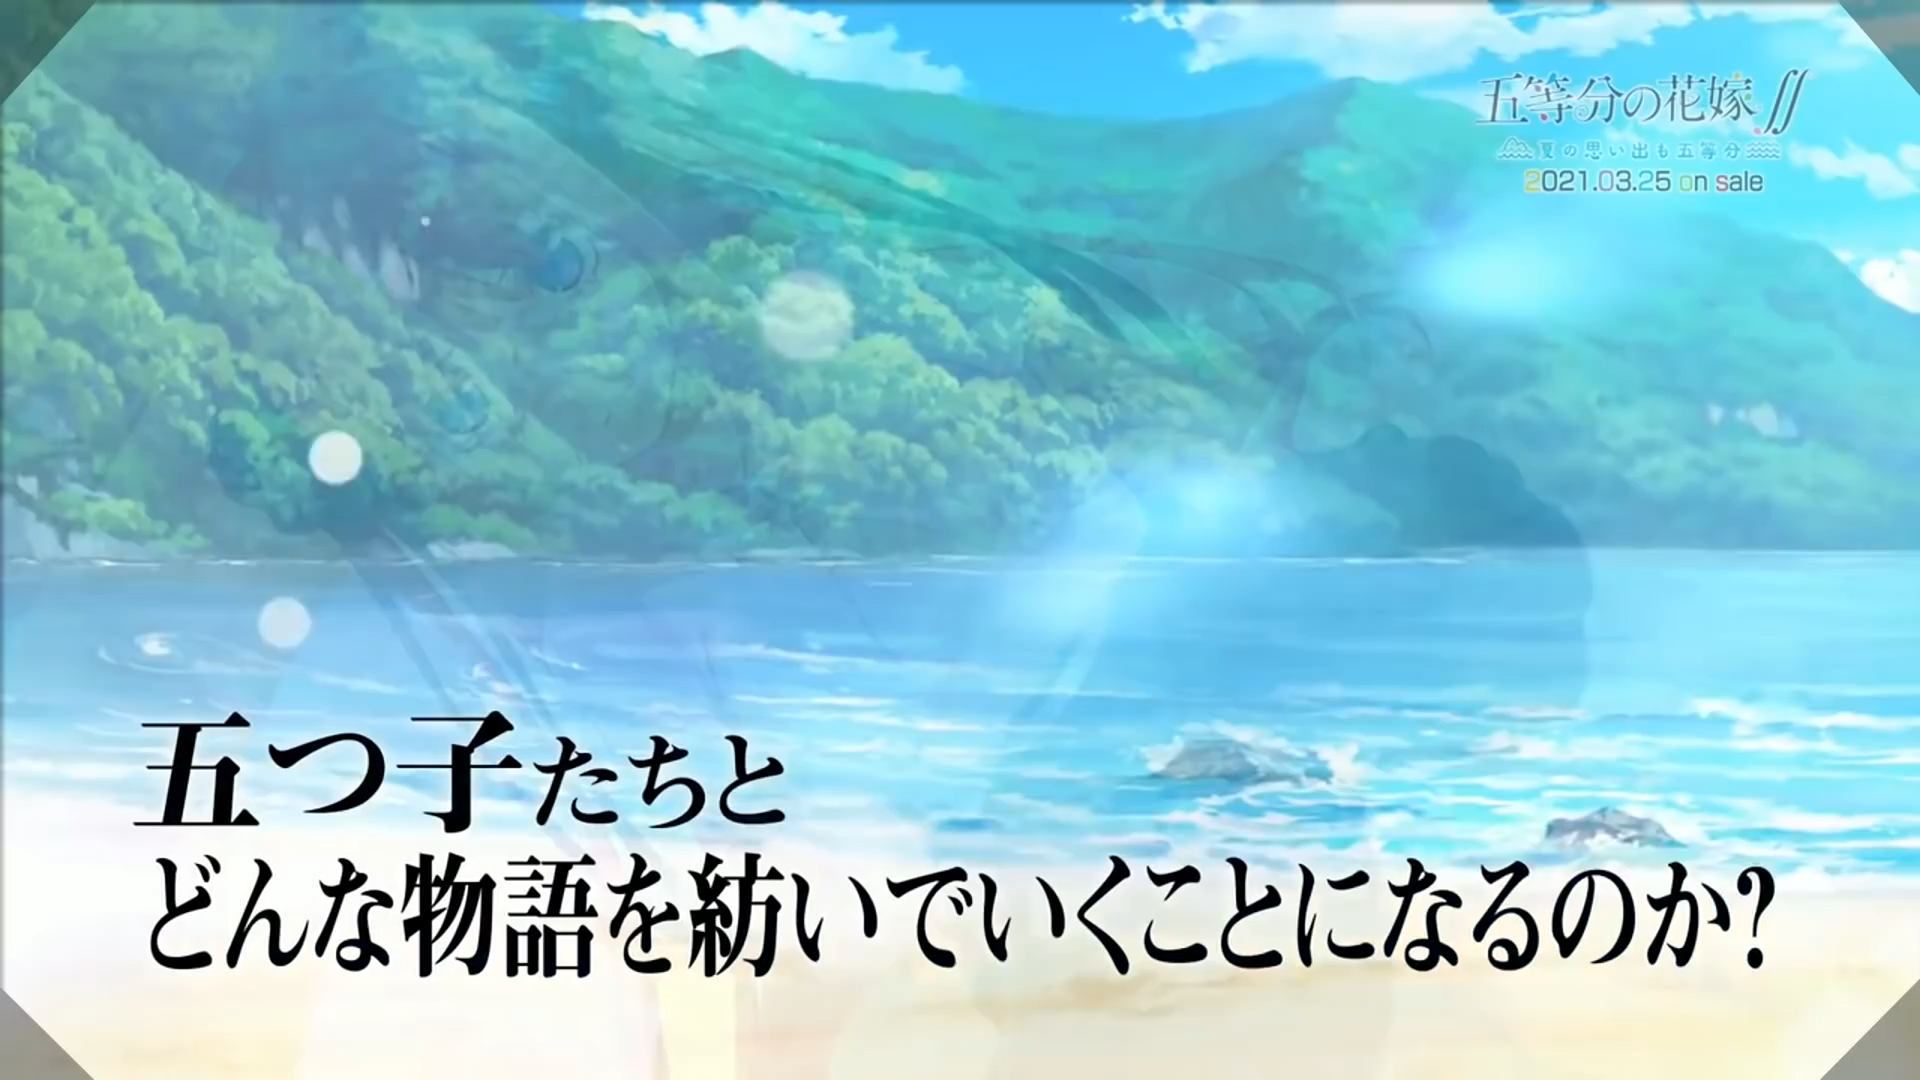 五等分の花嫁∬
夏の思い出も五等分
2021.03.25 on sale
五つ子たちと
どんな物語を紡いでいくことになるのか?